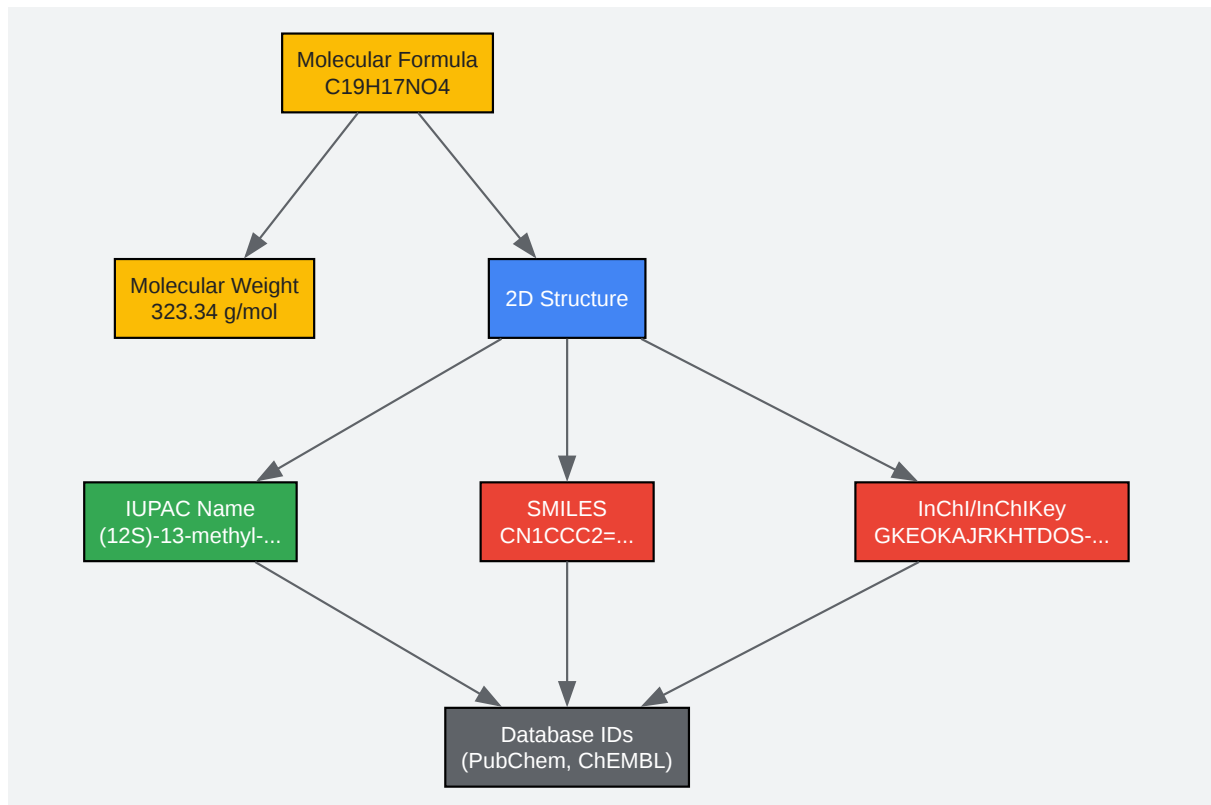 Molecular Formula
C19H17NO4
Molecular Weight
323.34 g/mol
2D Structure
IUPAC Name
(12S)-13-methyl-...
SMILES
CN1CCC2=...
InChI/InChIKey
GKEOKAJRKHTDOS-...
Database IDs
(PubChem, ChEMBL)